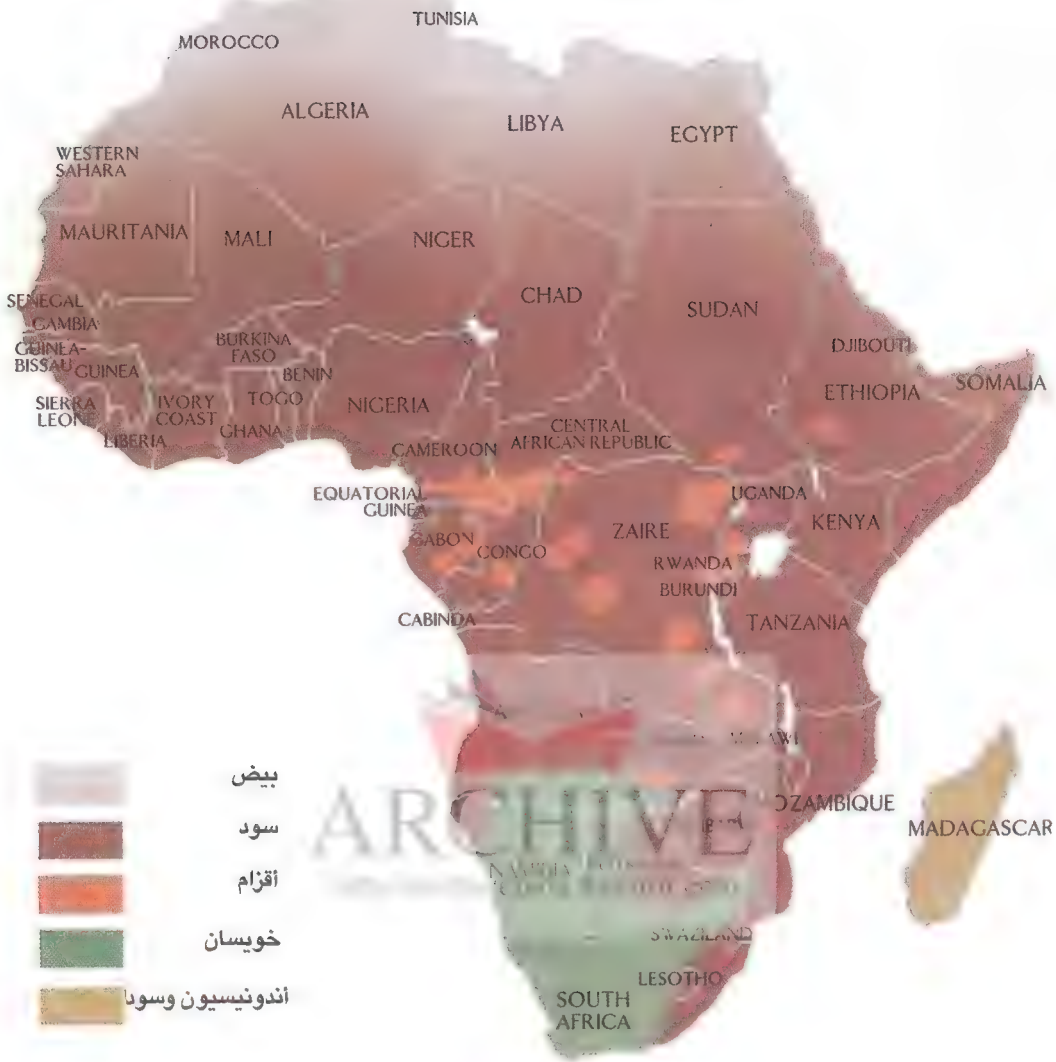 TUNISIA
MOROCCO
ALGERIA
LIBYA
EGYPT
WESTERN
SAHARA
MAURITANIA
MALI
NIGER
CHAD
SUDAN
SENEGAL
GAMBIA
GUINEA-
BISSAU
GUINEA
BURKINA
FASO
BENIN
DJIBOUTI
ETHIOPIA
SOMALIA
SIERRA
LEONE
IVORY
COAST
TOGO
GHANA
NIGERIA
LIBERIA
CENTRAL
AFRICAN REPUBLIC
CAMEROON
EQUATORIAL
GUINEA
UGANDA
KENYA
GABON
CONGO
ZAIRE
RWANDA
BURUNDI
CABINDA
TANZANIA
ARCHIVE
OZAMBIQUE
MADAGASCAR
SWAZILAND
LESOTHO
SOUTH
AFRICA
بيض
سود
أقزام
خويسان
أندونيسيون وسود